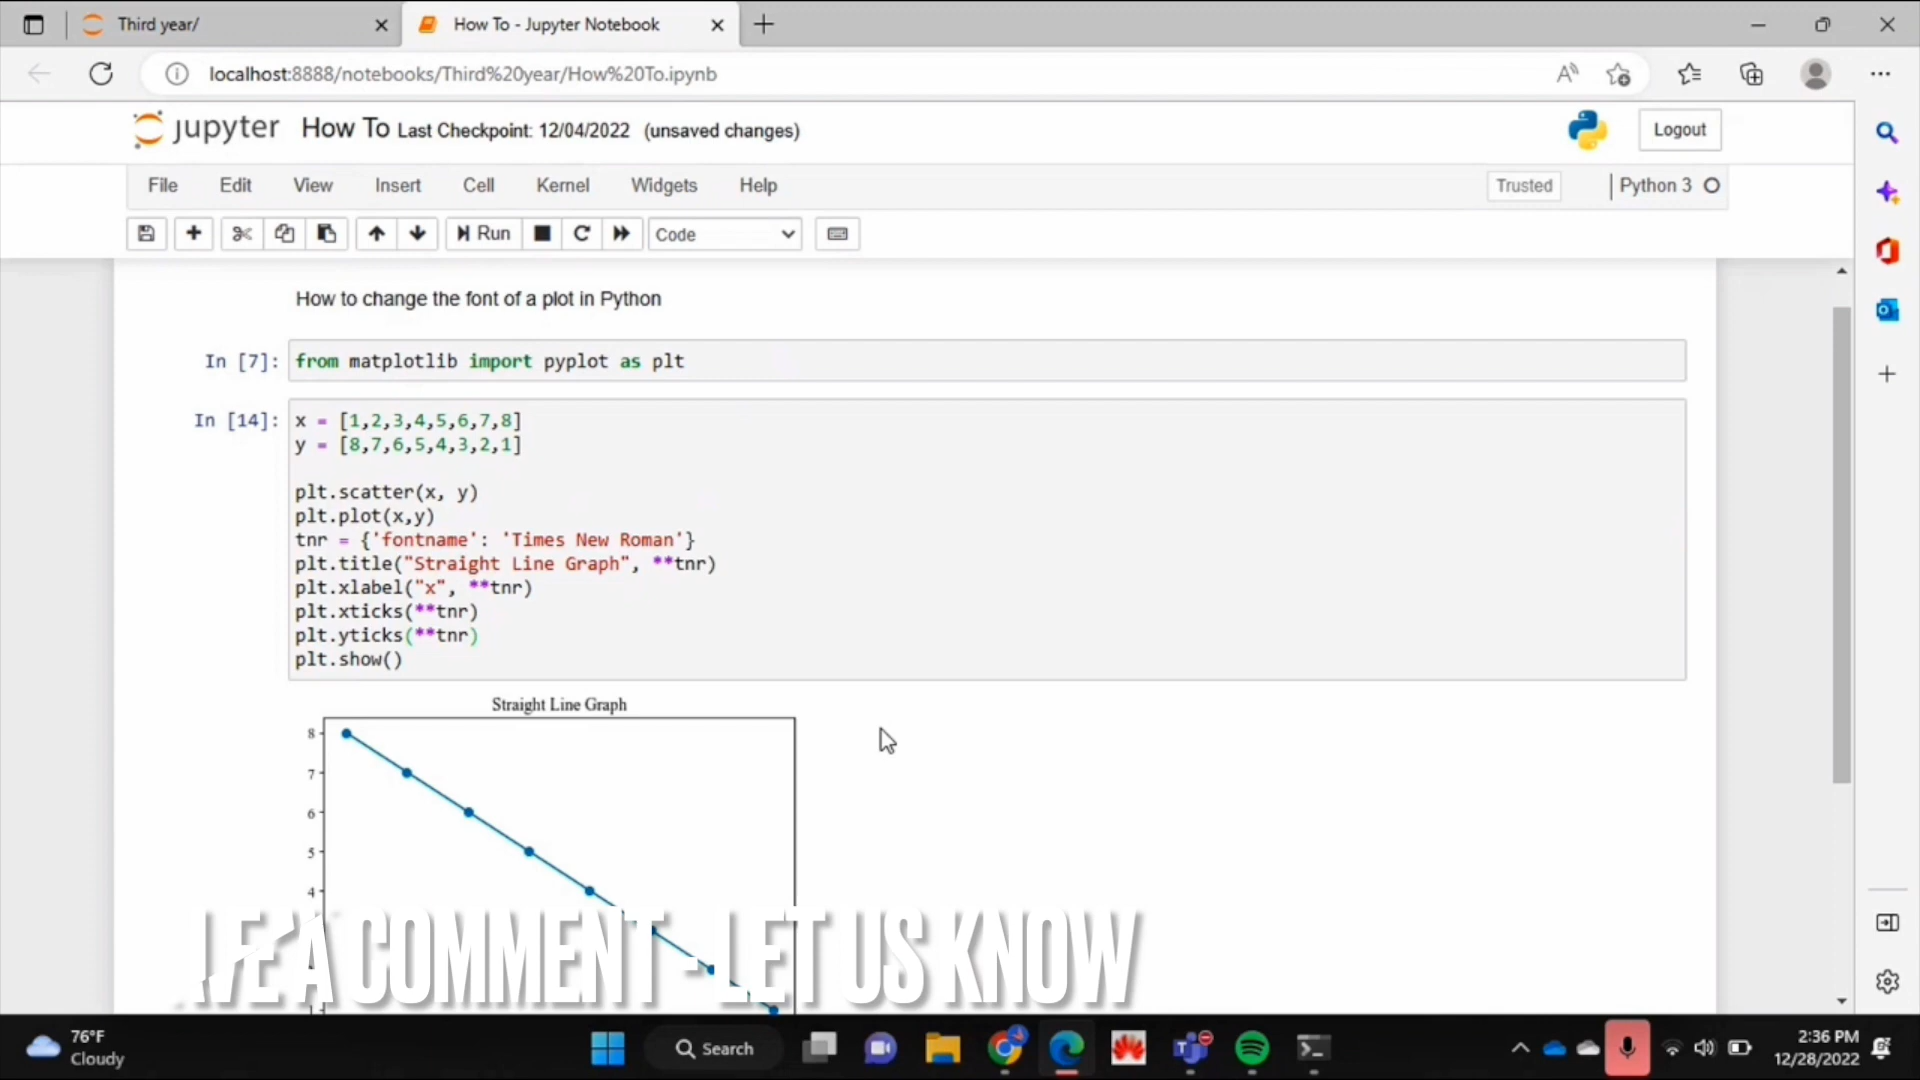 Third year/
How To - Jupyter Notebook
localhost:8888/notebooks/Third%20year/How%20To.ipynb
jupyter How To Last Checkpoint: 12/04/2022 (unsaved changes)
Logout
File Edit View Insert Cell Kernel Widgets Help
Trusted
Python 3
Run
Code
How to change the font of a plot in Python
In [7]: from matplotlib import pyplot as plt
In [14]: x = [1,2,3,4,5,6,7,8]
y = [8,7,6,5,4,3,2,1]
plt.scatter(x, y)
plt.plot(x,y)
tnr = {'fontname': 'Times New Roman'}
plt.title("Straight Line Graph", **tnr)
plt.xlabel("x", **tnr)
plt.xticks(**tnr)
plt.yticks(**tnr)
plt.show()
Straight Line Graph
8
7
6
5
4
A COMMENT - LET US KNOW
76°F
Cloudy
Search
2:36 PM
12/28/2022